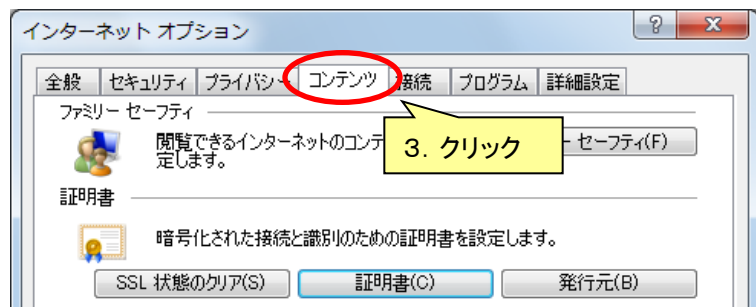 インターネット オプション
全般 セキュリティ プライバシー コンテンツ 接続 プログラム 詳細設定
ファミリー セーフティ
閲覧できるインターネットのコンテ
定します。
3. クリック
ー セーフティ(F)
証明書
暗号化された接続と識別のための証明書を設定します。
SSL 状態のクリア(S) 証明書(C) 発行元(B)